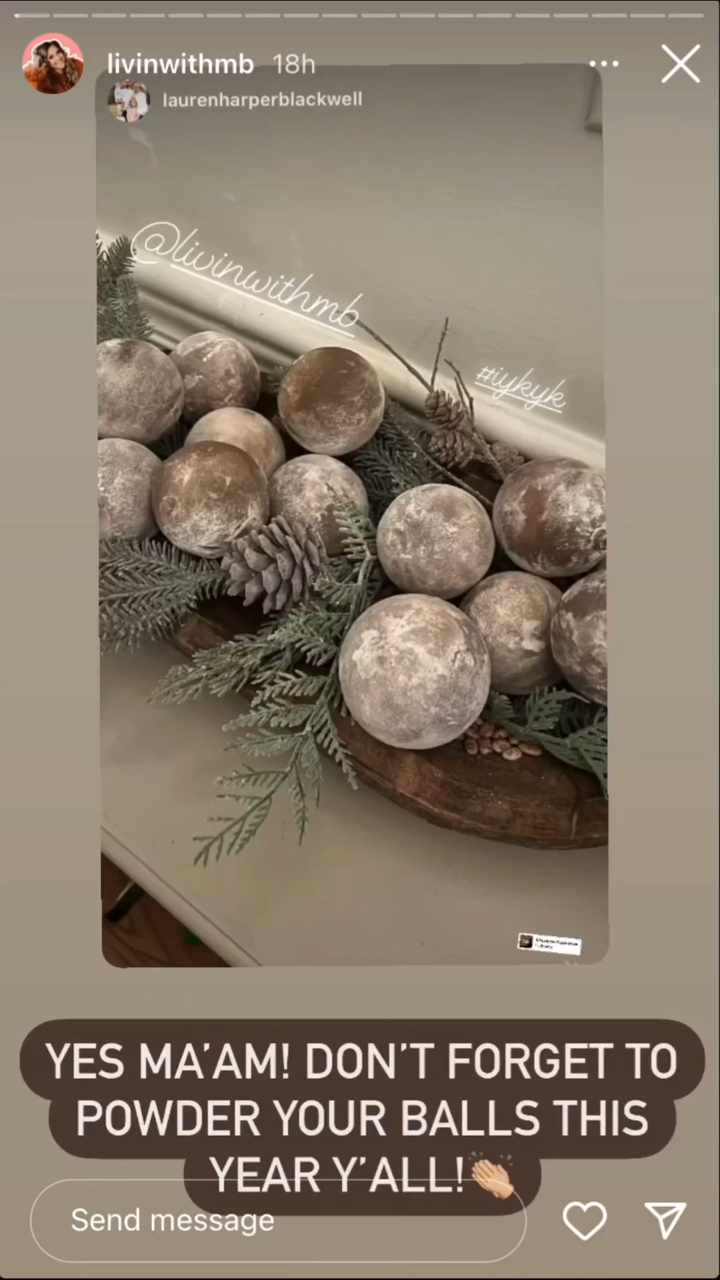 livinwithmb 18h
laurenharperblackwell
@livinwithmb
#iykyk
YES MA'AM! DON'T FORGET TO
POWDER YOUR BALLS THIS
YEAR Y'ALL!👏🏼
Send message